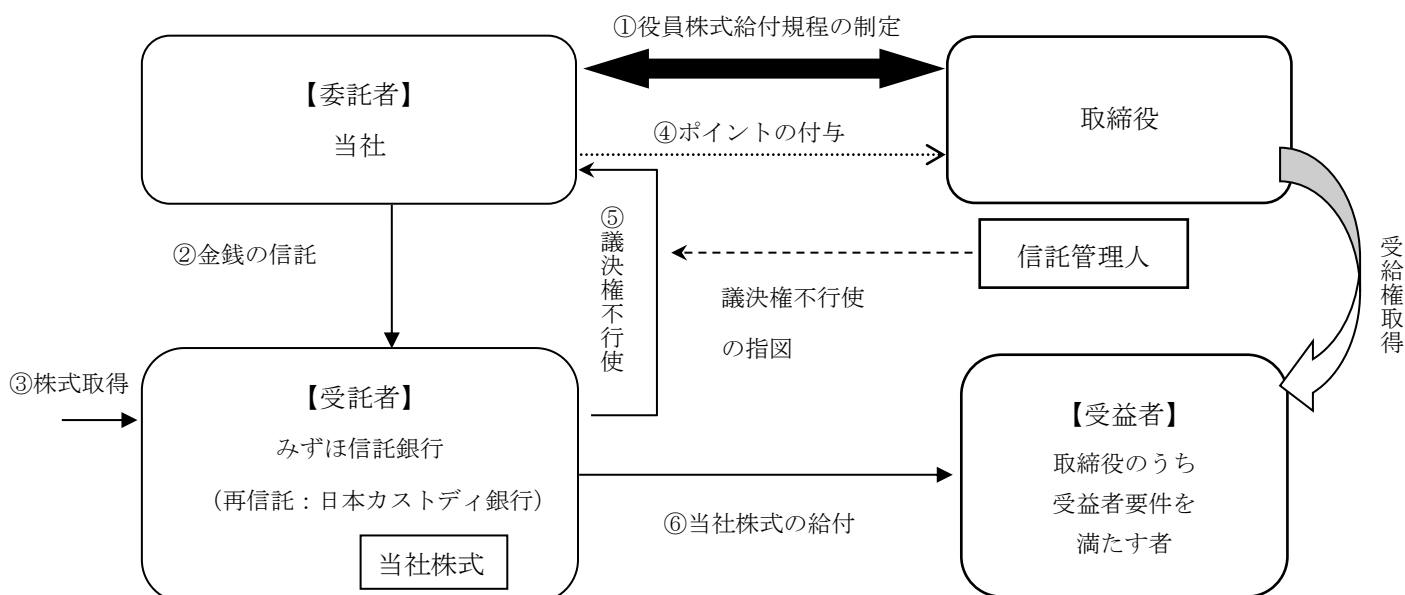 ①役員株式給付規程の制定
【委託者】
当社
取締役
④ポイントの付与
②金銭の信託
⑤議決権不行使
信託管理人
議決権不行使
の指図
受給権取得
③株式取得
【受託者】
みずほ信託銀行
（再信託：日本カストディ銀行）
当社株式
⑥当社株式の給付
【受益者】
取締役のうち
受益者要件を
満たす者